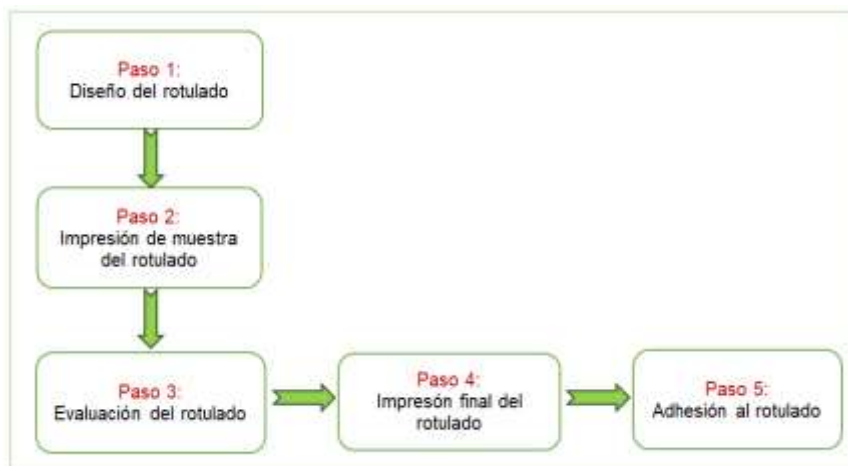 Paso 1:
Diseño del rotulado
Paso 2:
Impresión de muestra
del rotulado
Paso 3:
Evaluación del rotulado
Paso 4:
Impresón final del
rotulado
Paso 5:
Adhesión al rotulado